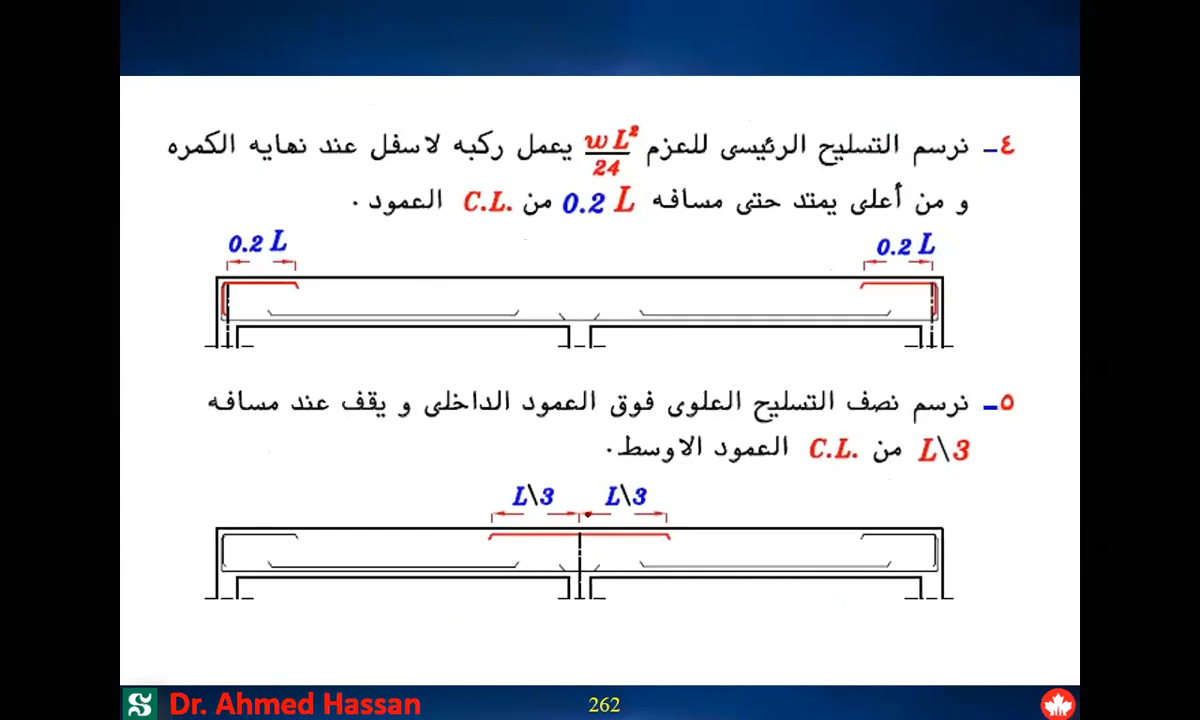 ٤- نرسم التسليح الرئيسى للعزم wL²/24 يعمل ركبه لاسفل عند نهايه الكمره
و من أعلى يمتد حتى مسافه 0.2 L من C.L. العمود .
0.2 L 0.2 L
٥- نرسم نصف التسليح العلوى فوق العمود الداخلى و يقف عند مسافه
L\3 من C.L. العمود الاوسط.
L\3 L\3
Dr. Ahmed Hassan 262